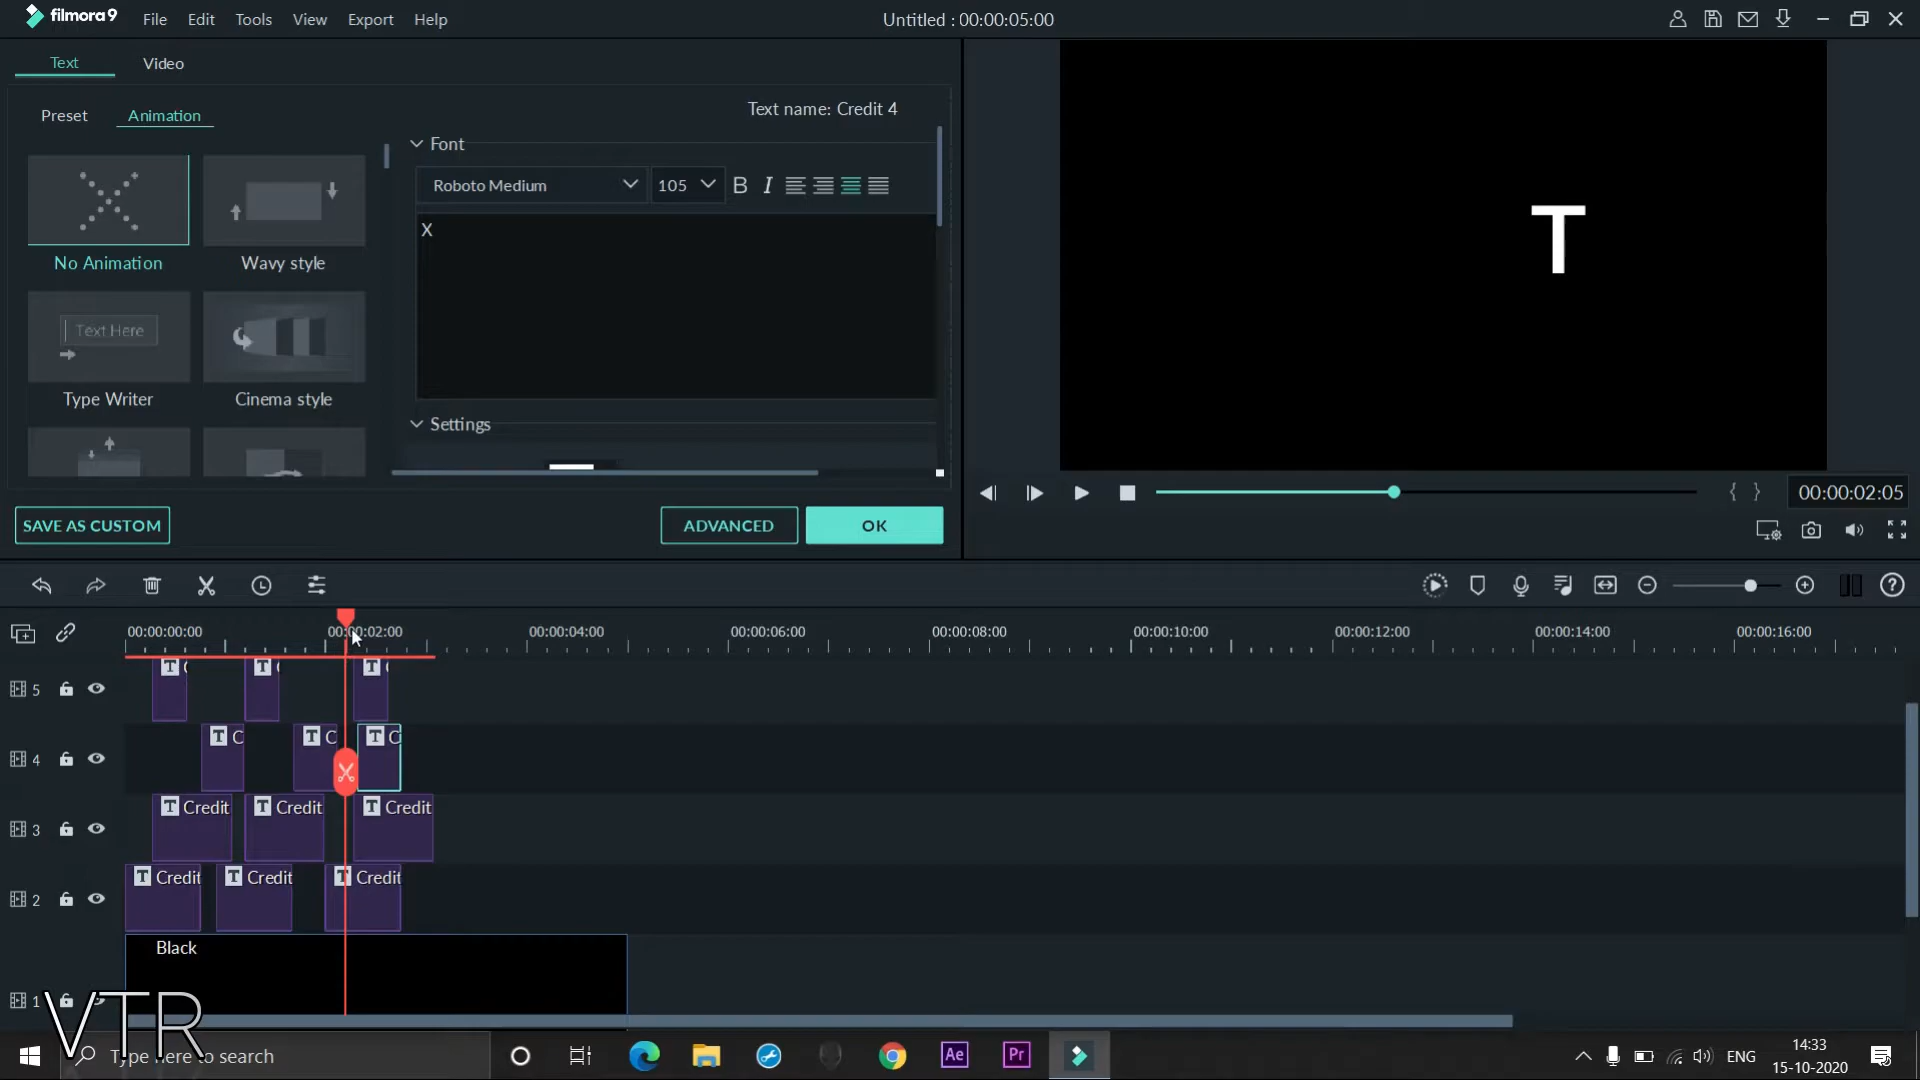 filmora9 File Edit Tools View Export Help Untitled : 00:00:05:00
Text Video
Preset Animation Text name: Credit 4
Font
Roboto Medium 105 B I
X
T
No Animation Wavy style
Text Here
Type Writer Cinema style
Settings
SAVE AS CUSTOM ADVANCED OK
{ } 00:00:02:05
00:00:00:00 00:00:02:00 00:00:04:00 00:00:06:00 00:00:08:00 00:00:10:00 00:00:12:00 00:00:14:00 00:00:16:00
5 T T T
4 T C T C T C
3 T Credit T Credit T Credit
2 T Credit T Credit T Credit
Black
1
VTR
Type here to search Ae Pr ENG 14:33
15-10-2020